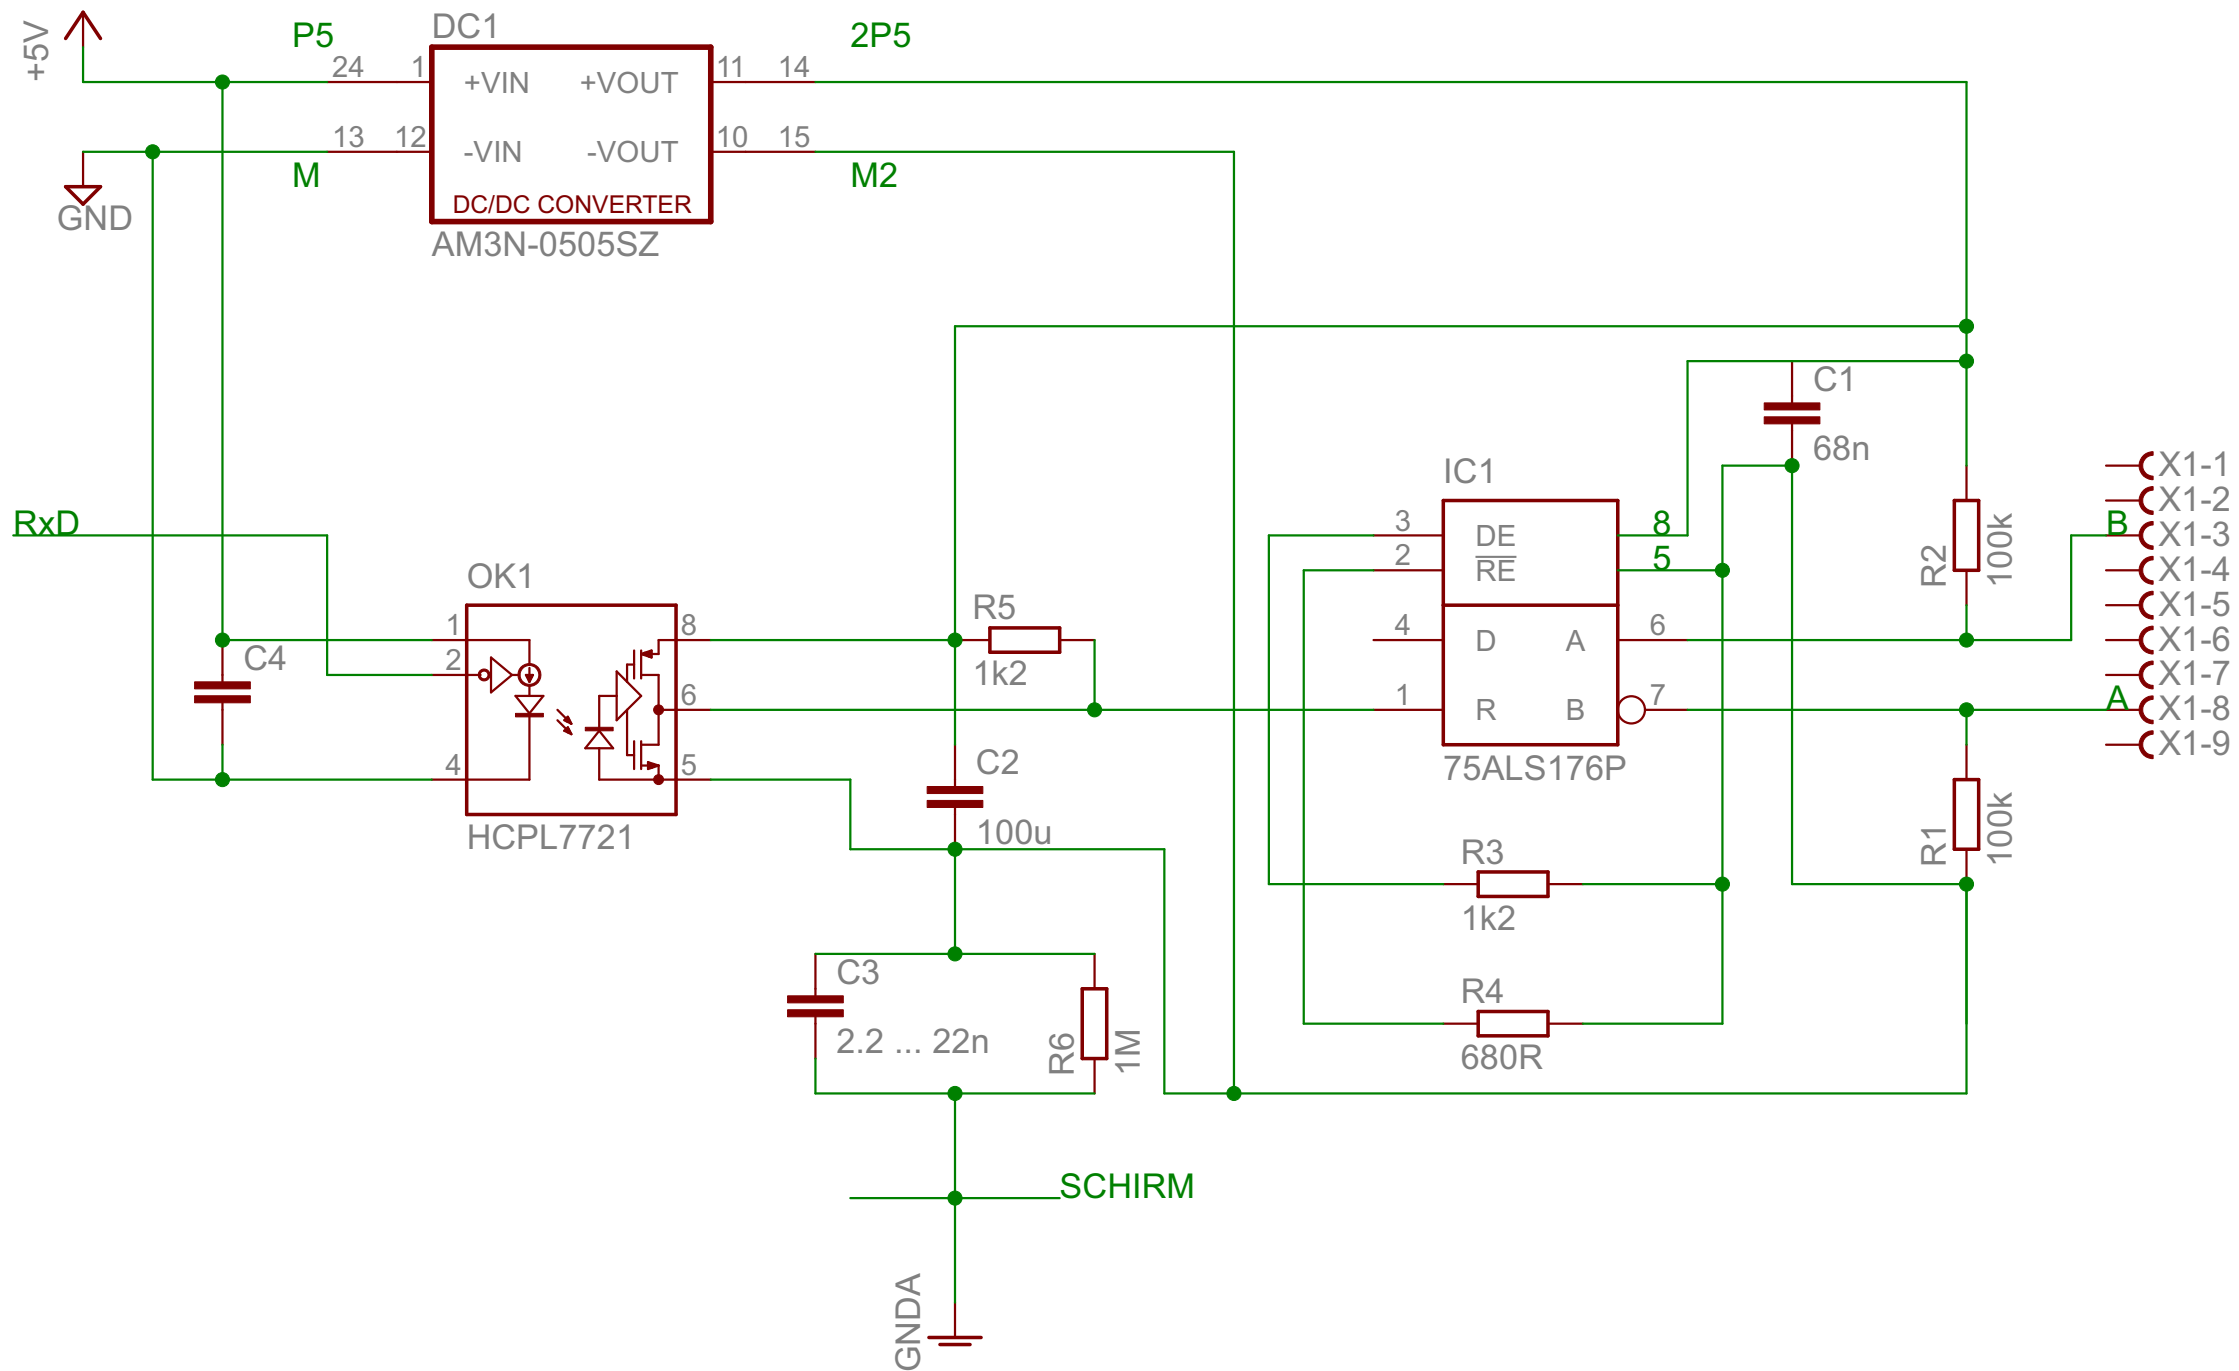 +5V
P5
DC1
2P5
24 1 +VIN +VOUT 11 14
13 12 -VIN -VOUT 10 15
M
M2
GND
DC/DC CONVERTER
AM3N-0505SZ
C1
68n
IC1
X1-1
X1-2
RxD
3 DE 8
B X1-3
2 RE 5
R2 100k
X1-4
OK1
X1-5
1
8
R5
1k2
4 D A 6
X1-6
C4
2
X1-7
6
1 R B 7
A X1-8
X1-9
4
5
C2
100u
75ALS176P
HCPL7721
R1 100k
R3
1k2
C3
2.2 ... 22n
R6 1M
R4
680R
SCHIRM
GNDA